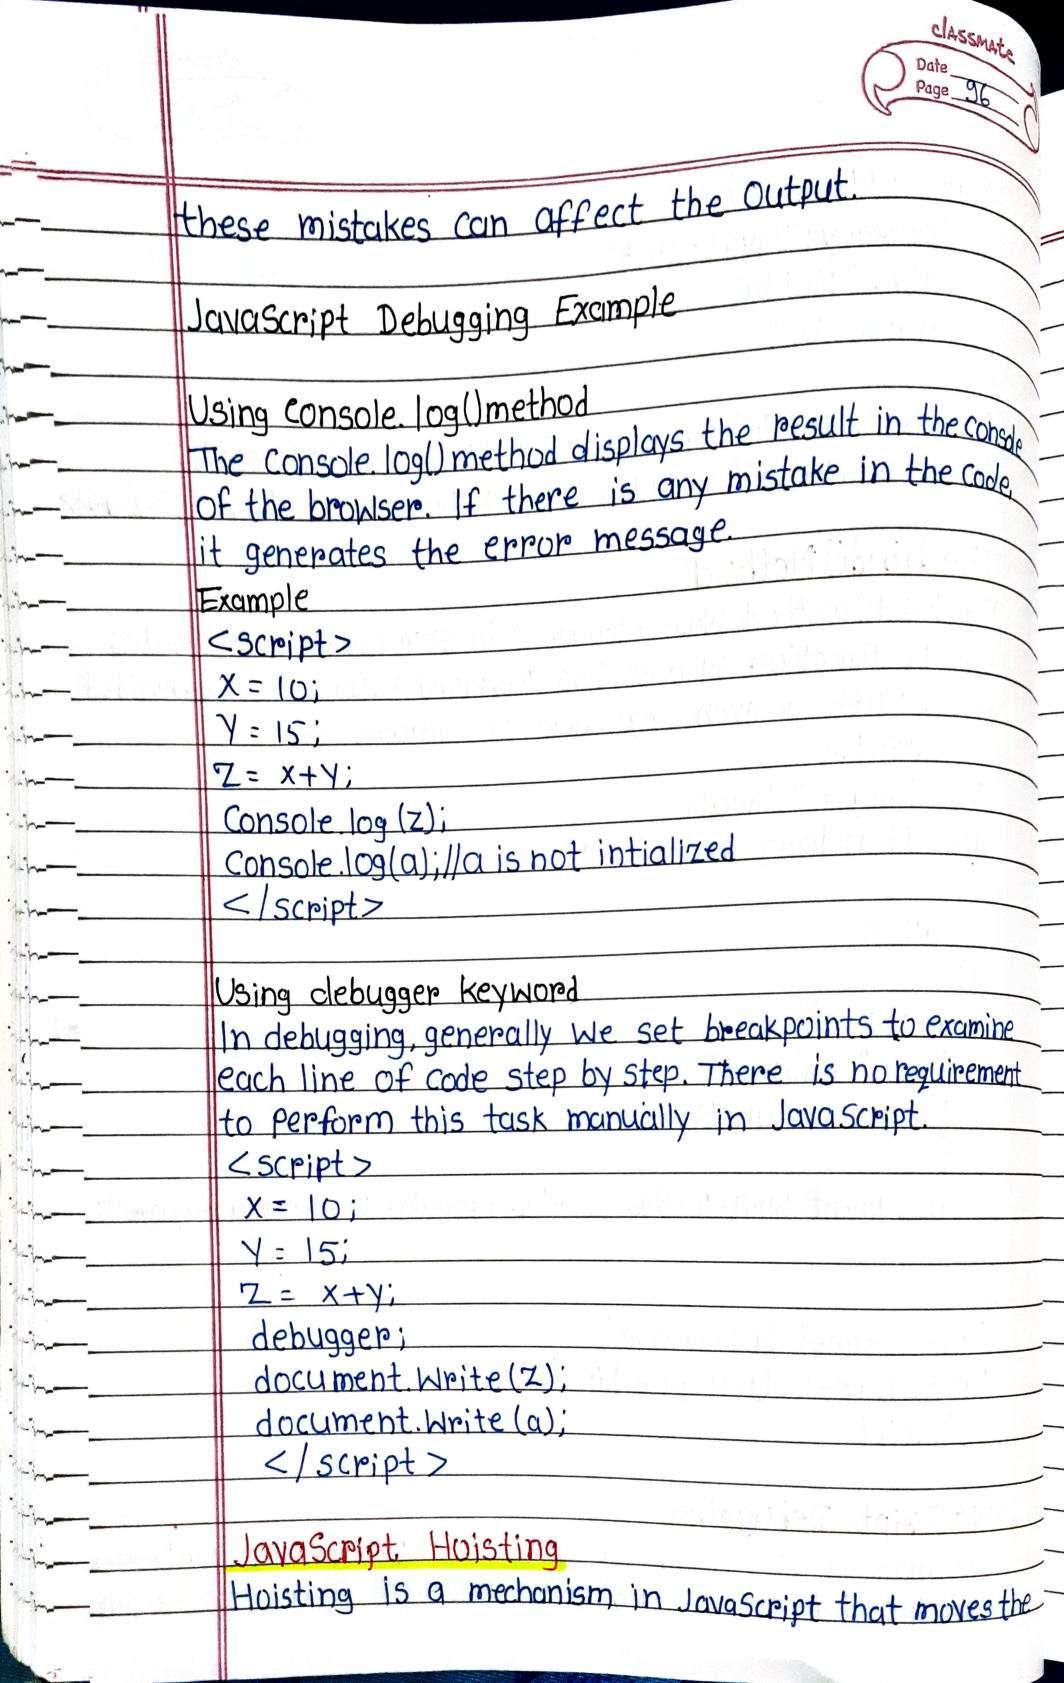 classmate
Date
Page 96
these mistakes can affect the output.
JavaScript Debugging Example
Using console.log() method
The console.log() method displays the result in the console
of the browser. If there is any mistake in the code,
it generates the error message.
Example
<script>
X = 10;
Y = 15;
Z = X+Y;
Console.log (z);
Console.log(a);//a is not intialized
</script>
Using debugger keyword
In debugging, generally we set breakpoints to examine
each line of code step by step. There is no requirement
to perform this task manually in JavaScript.
<script>
X = 10;
Y = 15;
Z = X+Y;
debugger;
document.Write(Z);
document.Write(a);
</script>
JavaScript Hoisting
Hoisting is a mechanism in JavaScript that moves the